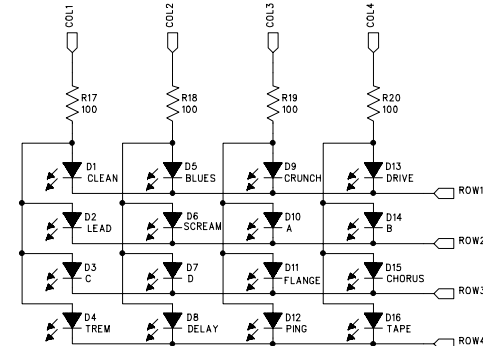 COL1 COL2 COL3 COL4
R17 R18 R19 R20
100 100 100 100
D1 D5 D9 D13
CLEAN BLUES CRUNCH DRIVE
ROW1
D2 D6 D10 D14
LEAD SCREAM A B
ROW2
D3 D7 D11 D15
C D FLANGE CHORUS
ROW3
D4 D8 D12 D16
TREM DELAY PING TAPE
ROW4